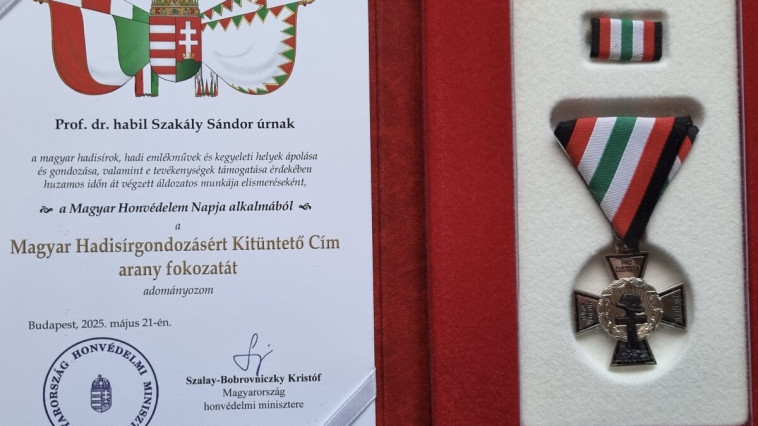 Prof. dr. habil Szakály Sándor úrnak
a magyar hadisírok, hadi emlékművek és kegyeleti helyek ápolása
és gondozása, valamint e tevékenységek támogatása érdekében
huzamos időn át végzett áldozatos munkája elismeréseként,
a Magyar Honvédelem Napja alkalmából
a
Magyar Hadisírgondozásért Kitüntető Cím
arany fokozatát
adományozom
Budapest, 2025. május 21-én.
Szalay-Bobrovniczky Kristóf
Magyarország
honvédelmi minisztere
HONVÉDELMI